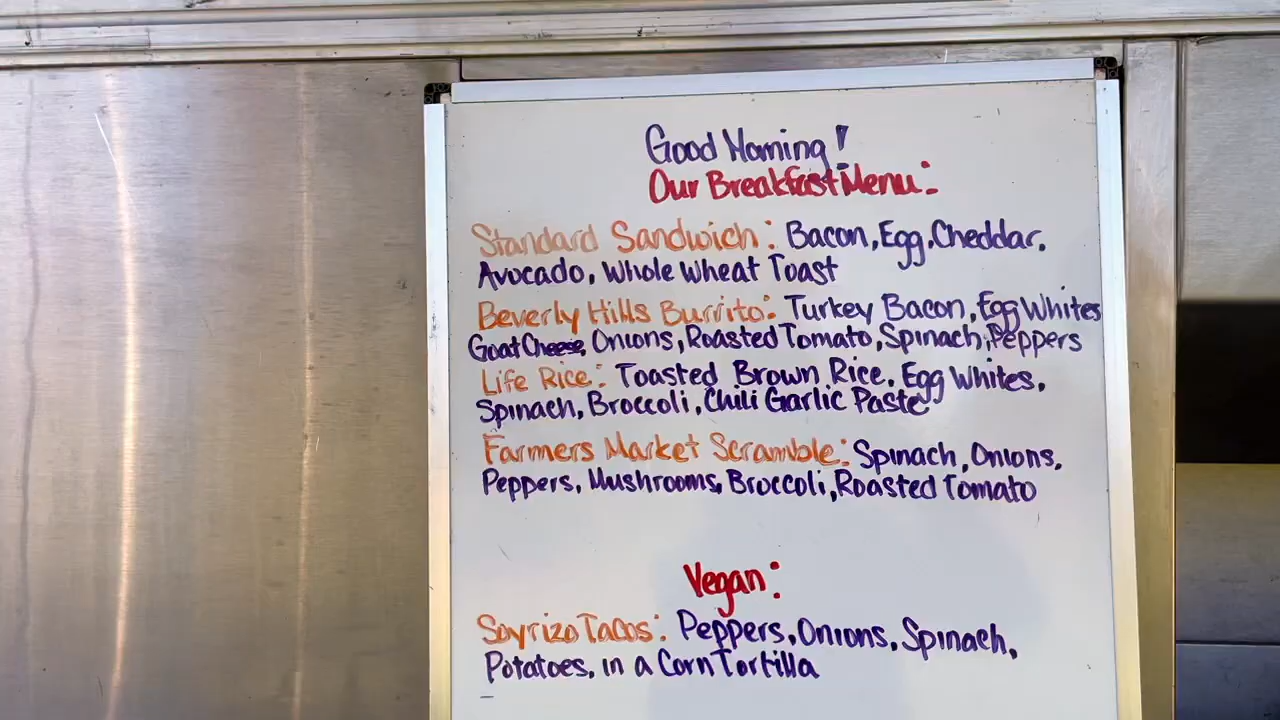 Good Morning!
Our Breakfast Menu:
Standard Sandwich: Bacon, Egg, Cheddar,
Avocado, Whole Wheat Toast
Beverly Hills Burrito: Turkey Bacon, Egg Whites
Goat Cheese, Onions, Roasted Tomato, Spinach, Peppers
Life Rice: Toasted Brown Rice, Egg Whites,
Spinach, Broccoli, Chili Garlic Paste
Farmers Market Scramble: Spinach, Onions,
Peppers, Mushrooms, Broccoli, Roasted Tomato
Vegan:
Soyrizo Tacos: Peppers, Onions, Spinach,
Potatoes, in a Corn Tortilla